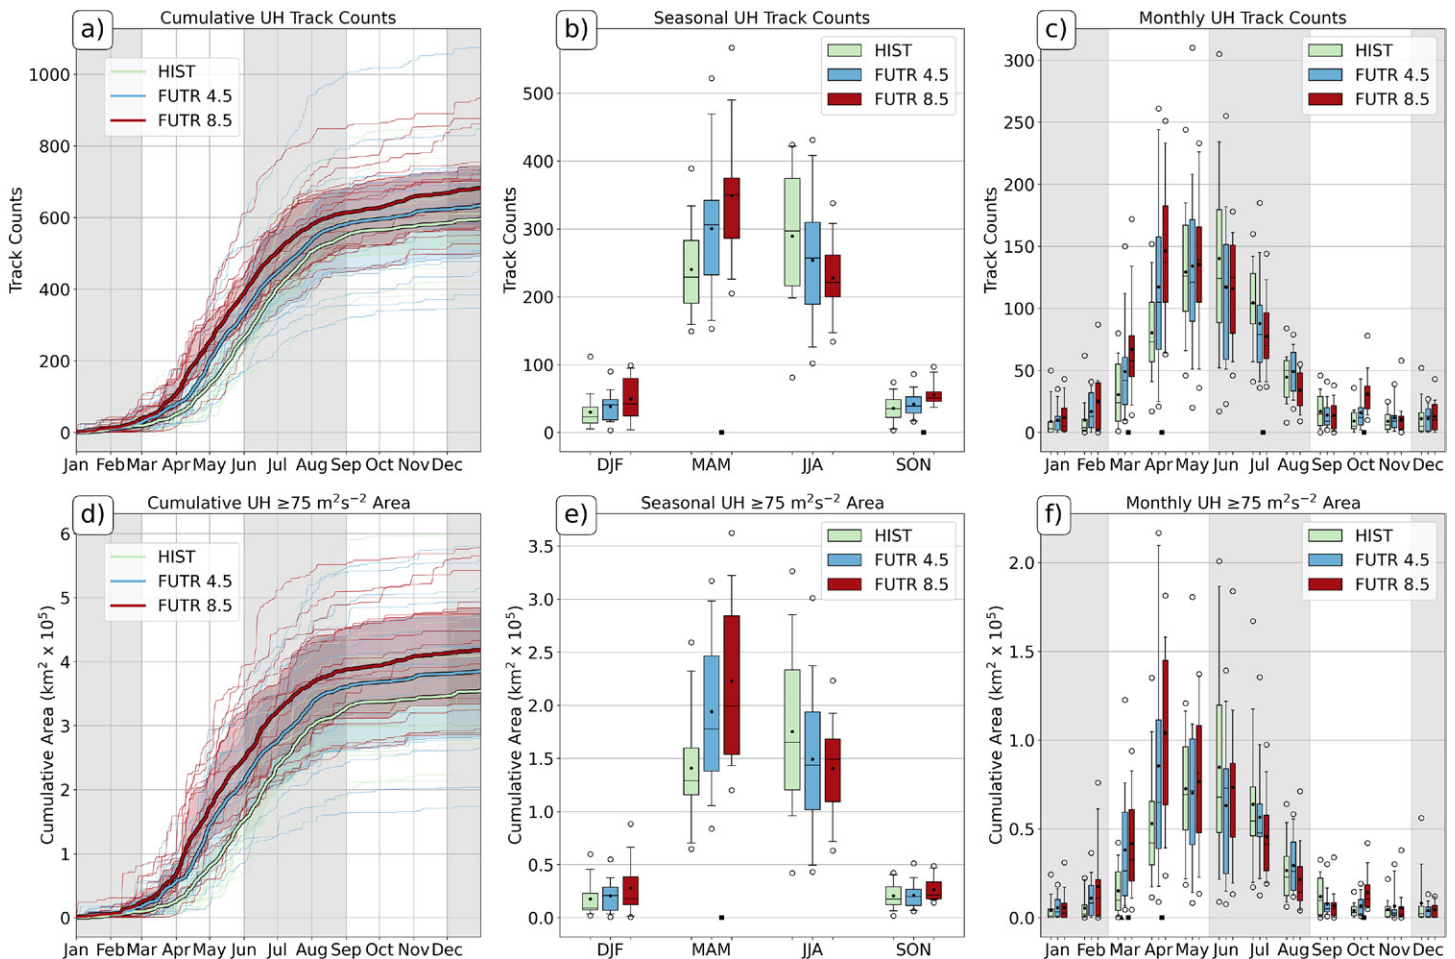 a)
Cumulative UH Track Counts
HIST
FUTR 4.5
FUTR 8.5
Track Counts
1000
800
600
400
200
0
Jan Feb Mar Apr May Jun Jul Aug Sep Oct Nov Dec
b)
Seasonal UH Track Counts
HIST
FUTR 4.5
FUTR 8.5
Track Counts
500
400
300
200
100
0
DJF MAM JJA SON
c)
Monthly UH Track Counts
HIST
FUTR 4.5
FUTR 8.5
Track Counts
300
250
200
150
100
50
0
Jan Feb Mar Apr May Jun Jul Aug Sep Oct Nov Dec
d)
Cumulative UH ≥75 m²s⁻² Area
HIST
FUTR 4.5
FUTR 8.5
Cumulative Area (km² x 10⁵)
6
5
4
3
2
1
0
Jan Feb Mar Apr May Jun Jul Aug Sep Oct Nov Dec
e)
Seasonal UH ≥75 m²s⁻² Area
HIST
FUTR 4.5
FUTR 8.5
Cumulative Area (km² x 10⁵)
3.5
3.0
2.5
2.0
1.5
1.0
0.5
0.0
DJF MAM JJA SON
f)
Monthly UH ≥75 m²s⁻² Area
HIST
FUTR 4.5
FUTR 8.5
Cumulative Area (km² x 10⁵)
2.0
1.5
1.0
0.5
0.0
Jan Feb Mar Apr May Jun Jul Aug Sep Oct Nov Dec